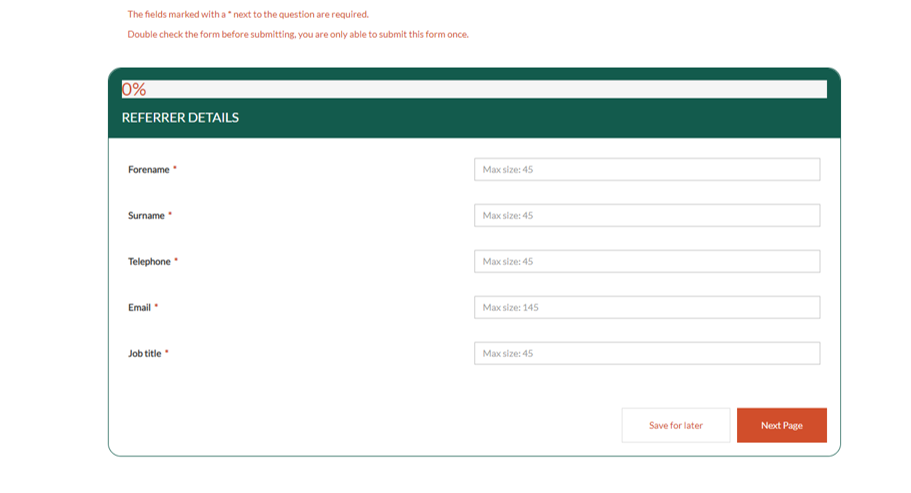 The fields marked with a * next to the question are required.
Double check the form before submitting, you are only able to submit this form once.
0%
REFERRER DETAILS
Forename * Max size: 45
Surname * Max size: 45
Telephone * Max size: 45
Email * Max size: 145
Job title * Max size: 45
Save for later Next Page